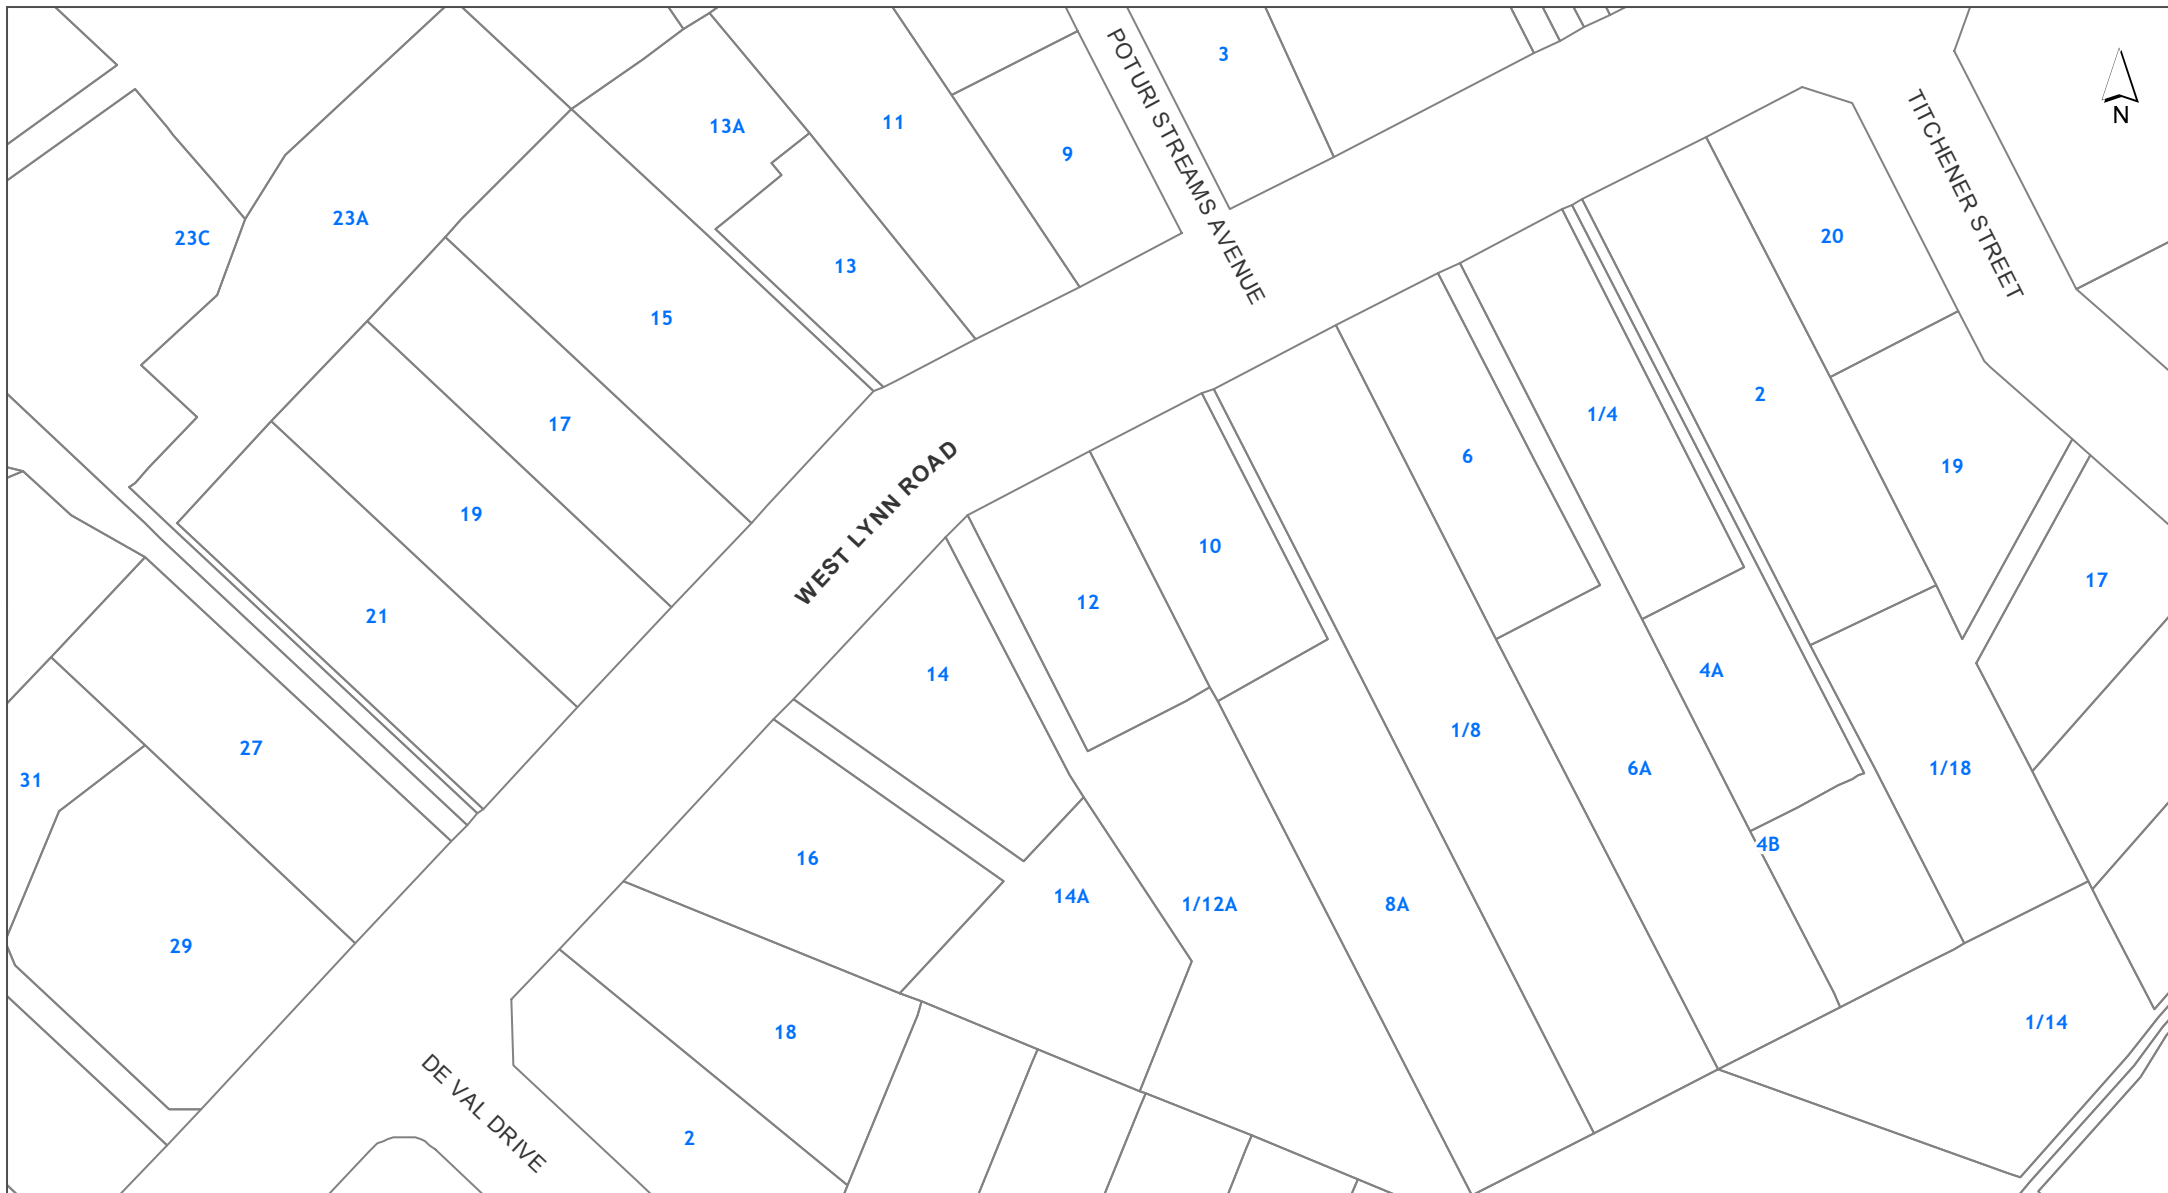 3
POTURI STREAMS AVENUE
TITCHENER STREET
N
13A
11
9
23C
23A
13
15
20
17
19
21
WEST LYNN ROAD
6
1/4
2
19
17
10
12
14
4A
27
31
1/8
6A
1/18
16
4B
14A
1/12A
8A
29
18
1/14
DE VAL DRIVE
2